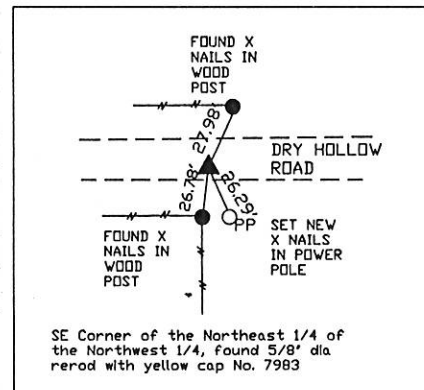 FOUND X
NAILS IN
WOOD
POST
27.98'
DRY HOLLOW
ROAD
26.78'
26.29'
PP
FOUND X
NAILS IN
WOOD
POST
SET NEW
X NAILS
IN POWER
POLE
SE Corner of the Northeast 1/4 of
the Northwest 1/4, found 5/8" dia
rerod with yellow cap No. 7983